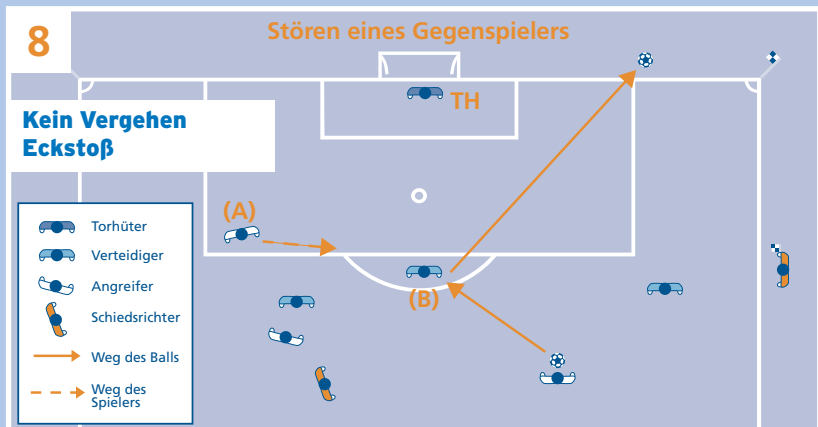 8
Stören eines Gegenspielers
TH
Kein Vergehen
Eckstoß
(A)
(B)
Torhüter
Verteidiger
Angreifer
Schiedsrichter
Weg des Balls
Weg des
Spielers